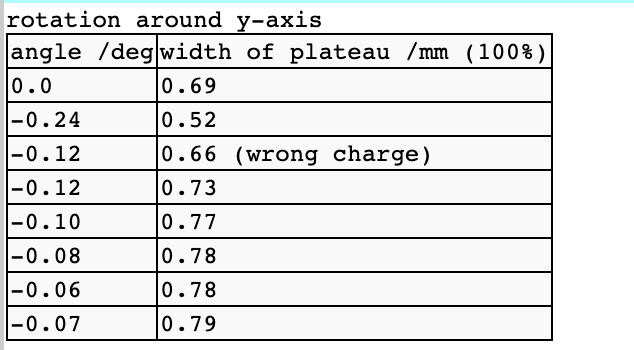 rotation around y-axis
angle /deg width of plateau /mm (100%)
0.0 0.69
-0.24 0.52
-0.12 0.66 (wrong charge)
-0.12 0.73
-0.10 0.77
-0.08 0.78
-0.06 0.78
-0.07 0.79